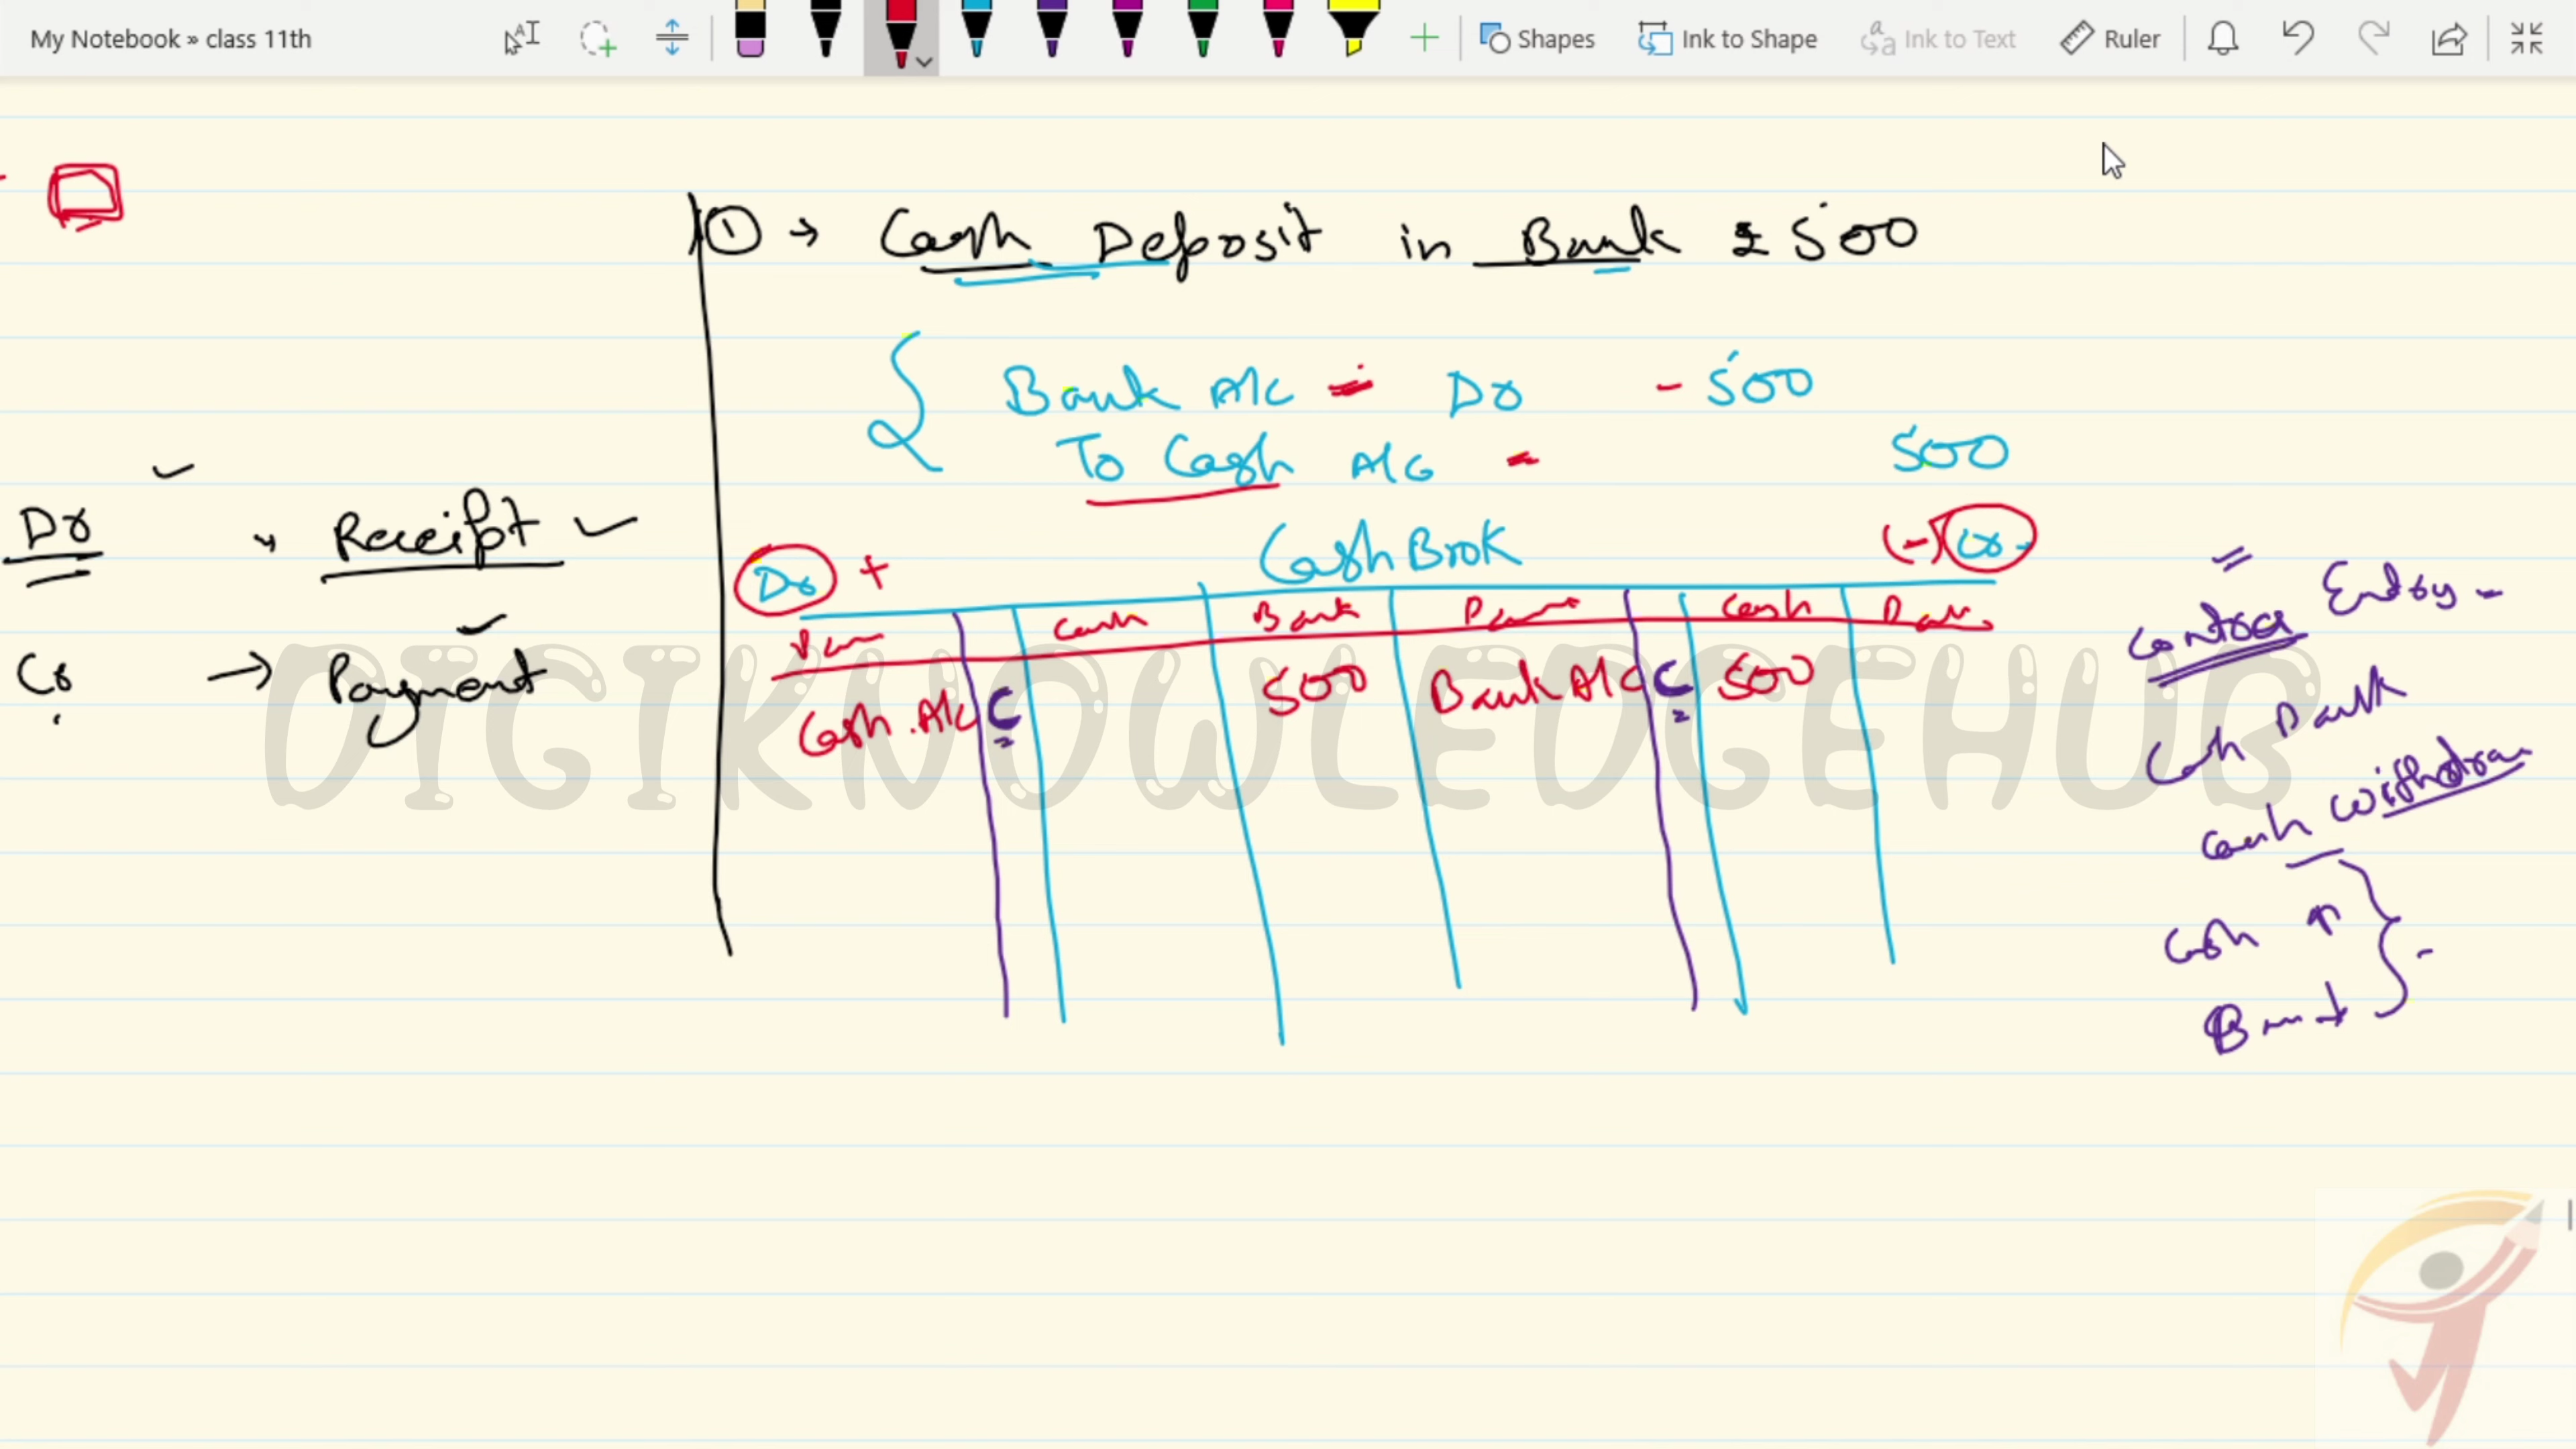 My Notebook » class 11th
Shapes
Ink to Shape
Ink to Text
Ruler
① → Cash Deposit in Bank ₹ 500
Bank A/c = Dr - 500
To Cash A/c - 500
Dr → Receipt
Cr → Payment
Cash Book
Dr + (-) Cr -
Cash Bank Cash
Cash A/c C 500 Bank A/c C 500
Contra Entry -
Cash Bank
Cash withdraw
Cash ↑
DIGIKNOWLEDGEHUB